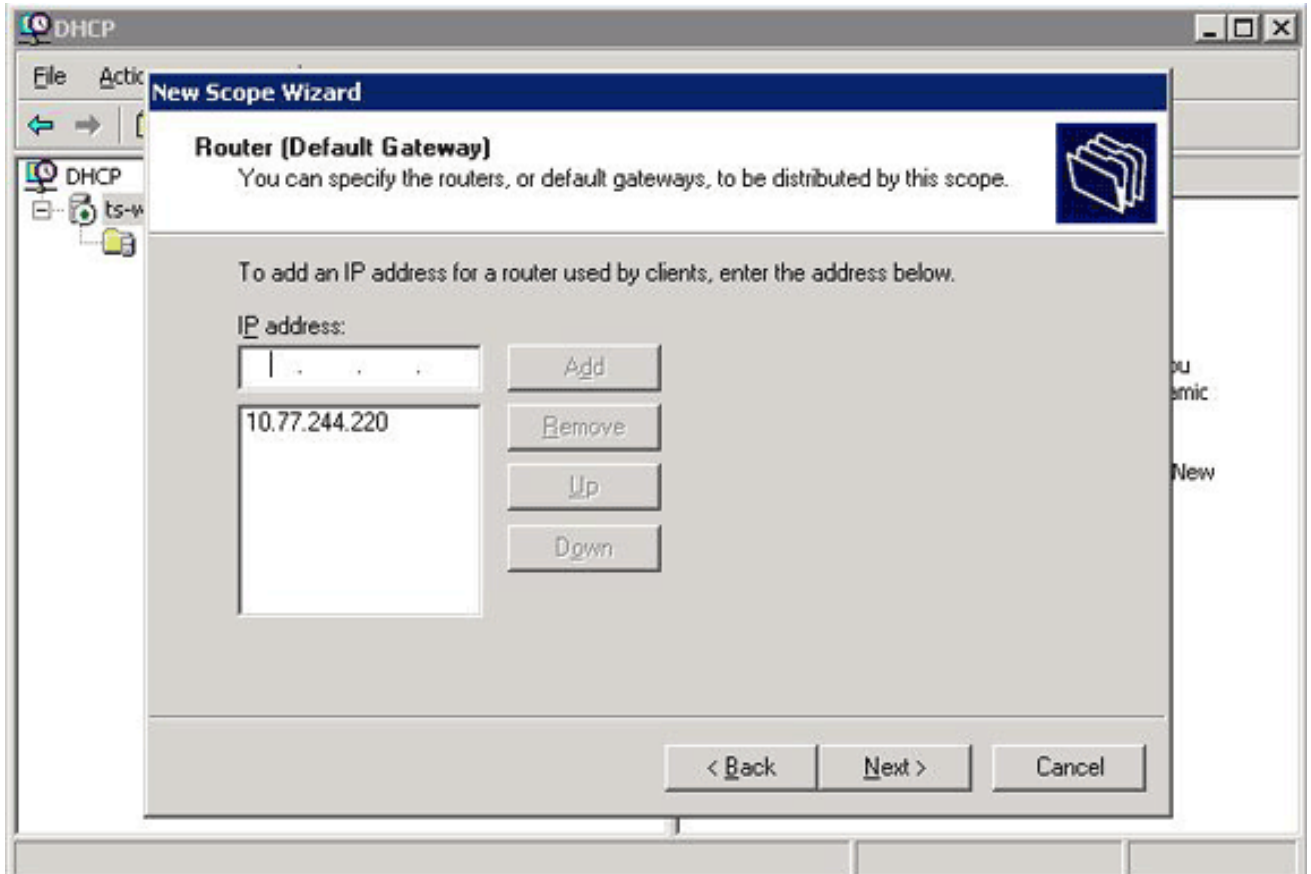 DHCP
File
New Scope Wizard
Router (Default Gateway)
You can specify the routers, or default gateways, to be distributed by this scope.
DHCP
To add an IP address for a router used by clients, enter the address below.
IP address:
. . .
Add
10.77.244.220
Remove
Up
Down
New
< Back
Next >
Cancel